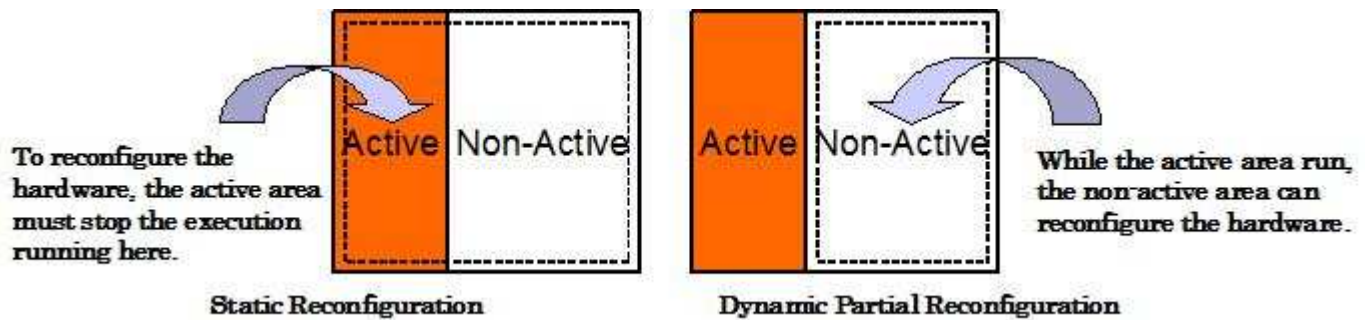 Active Non-Active
To reconfigure the
hardware, the active area
must stop the execution
running here.
Static Reconfiguration
Active Non-Active
While the active area run,
the non-active area can
reconfigure the hardware.
Dynamic Partial Reconfiguration